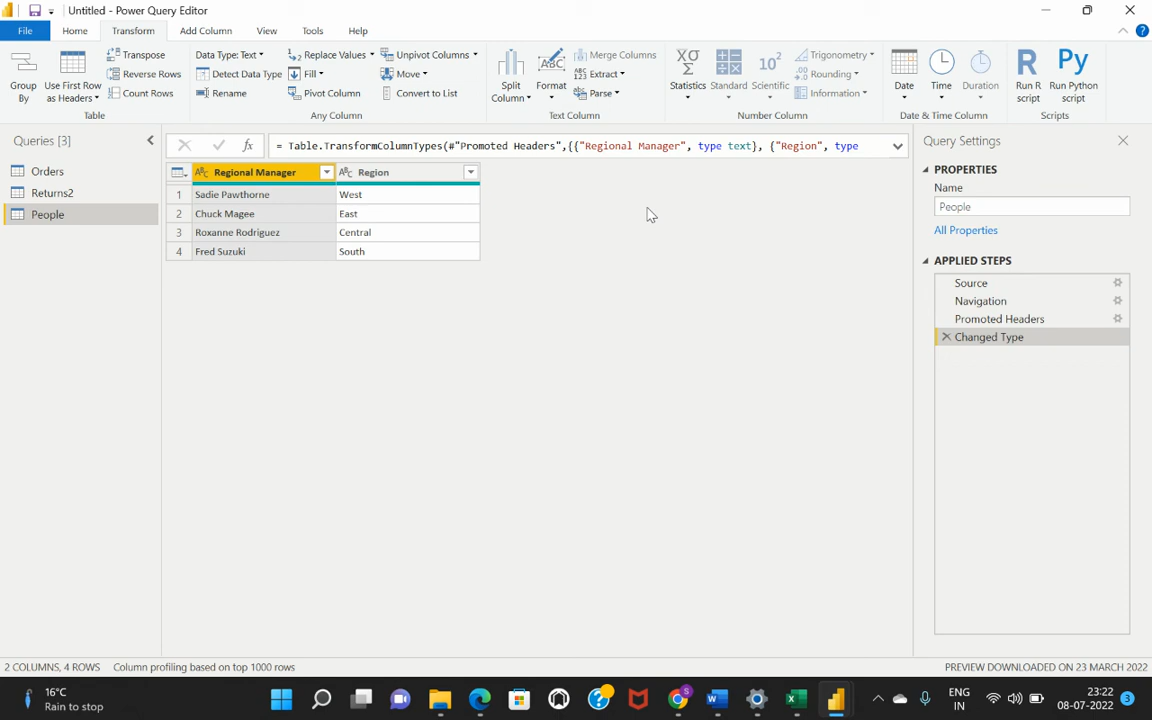 Untitled - Power Query Editor
File Home Transform Add Column View Tools Help
Group By
Use First Row as Headers
Transpose
Reverse Rows
Count Rows
Table
Data Type: Text
Detect Data Type
Rename
Replace Values
Fill
Pivot Column
Unpivot Columns
Move
Convert to List
Any Column
Split Column
Format
ABC
Merge Columns
Extract
Parse
Text Column
Statistics
Standard
Scientific
Trigonometry
Rounding
Information
Number Column
Date
Time
Duration
Date & Time Column
Run R script
Run Python script
Scripts
Queries [3]
Orders
Returns2
People
fx = Table.TransformColumnTypes(#"Promoted Headers",{{"Regional Manager", type text}, {"Region", type
Regional Manager Region
1 Sadie Pawthorne West
2 Chuck Magee East
3 Roxanne Rodriguez Central
4 Fred Suzuki South
Query Settings
PROPERTIES
Name
People
All Properties
APPLIED STEPS
Source
Navigation
Promoted Headers
Changed Type
2 COLUMNS, 4 ROWS Column profiling based on top 1000 rows
PREVIEW DOWNLOADED ON 23 MARCH 2022
16°C
Rain to stop
ENG
IN
23:22
08-07-2022
3